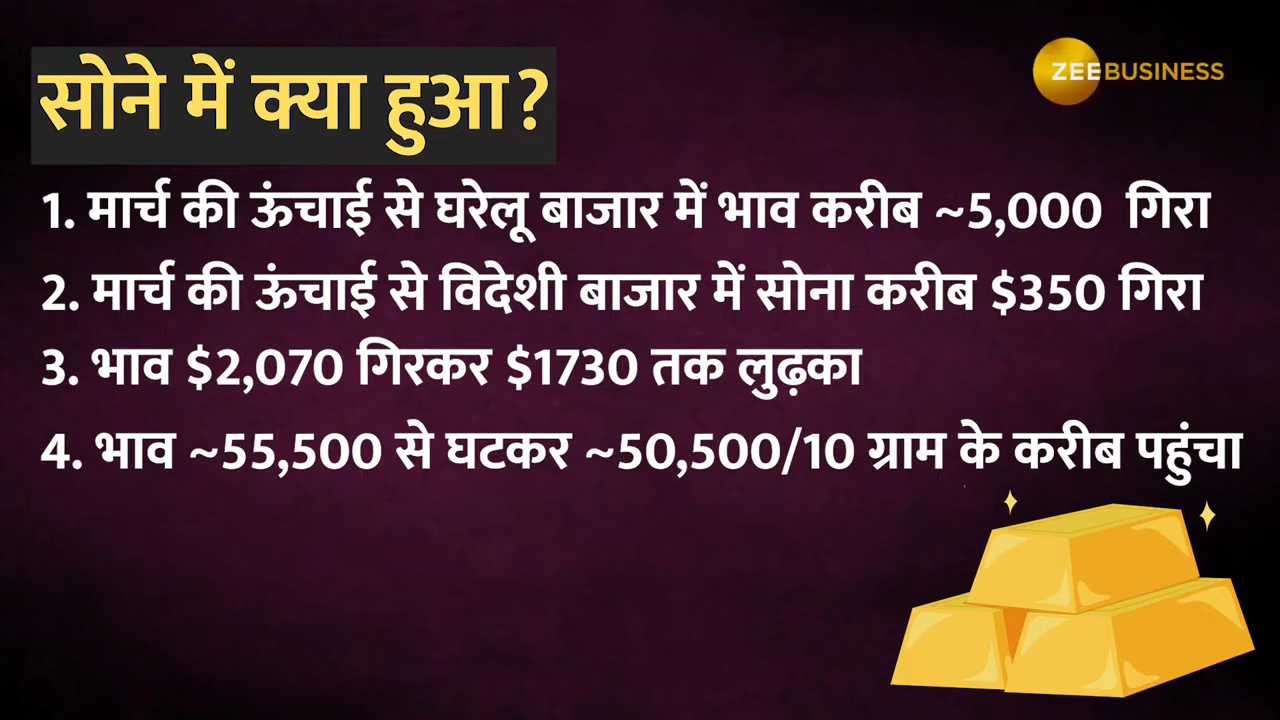 सोने में क्या हुआ?
ZEEBUSINESS
1. मार्च की ऊंचाई से घरेलू बाजार में भाव करीब ~5,000 गिरा
2. मार्च की ऊंचाई से विदेशी बाजार में सोना करीब $350 गिरा
3. भाव $2,070 गिरकर $1730 तक लुढ़का
4. भाव ~55,500 से घटकर ~50,500/10 ग्राम के करीब पहुंचा